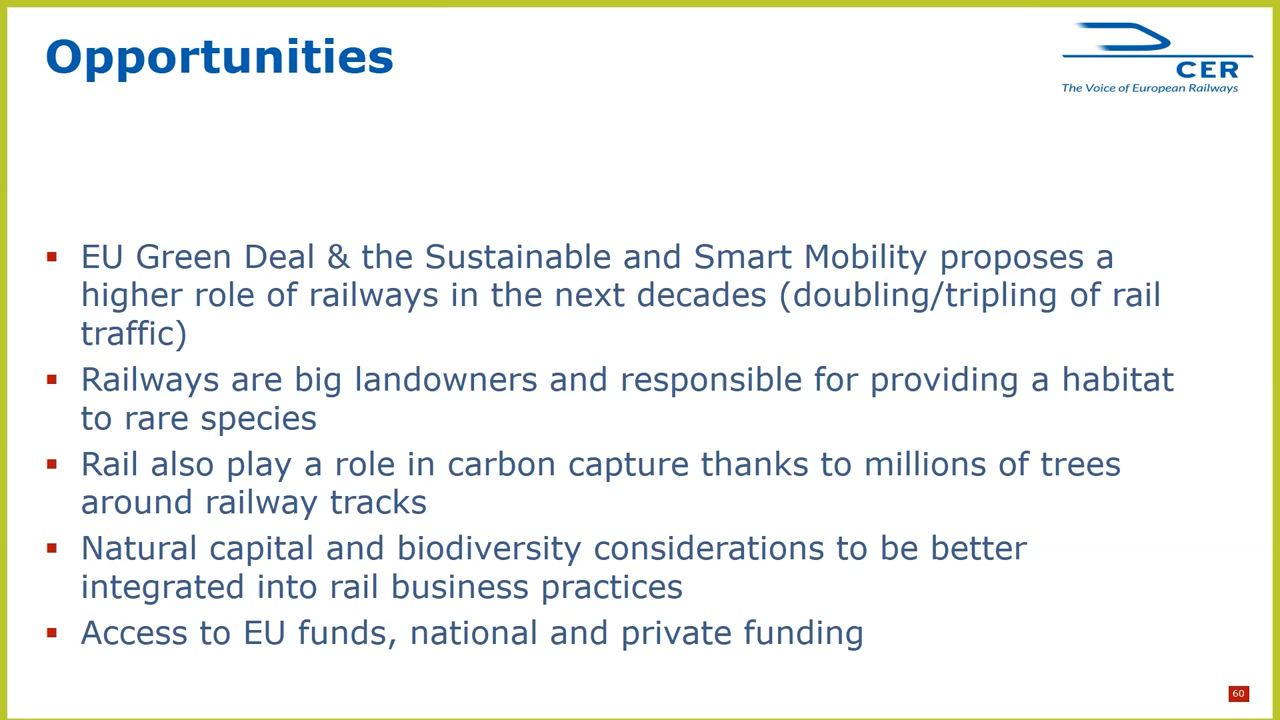 Opportunities
CER
The Voice of European Railways
▪ EU Green Deal & the Sustainable and Smart Mobility proposes a
higher role of railways in the next decades (doubling/tripling of rail
traffic)
▪ Railways are big landowners and responsible for providing a habitat
to rare species
▪ Rail also play a role in carbon capture thanks to millions of trees
around railway tracks
▪ Natural capital and biodiversity considerations to be better
integrated into rail business practices
▪ Access to EU funds, national and private funding
60